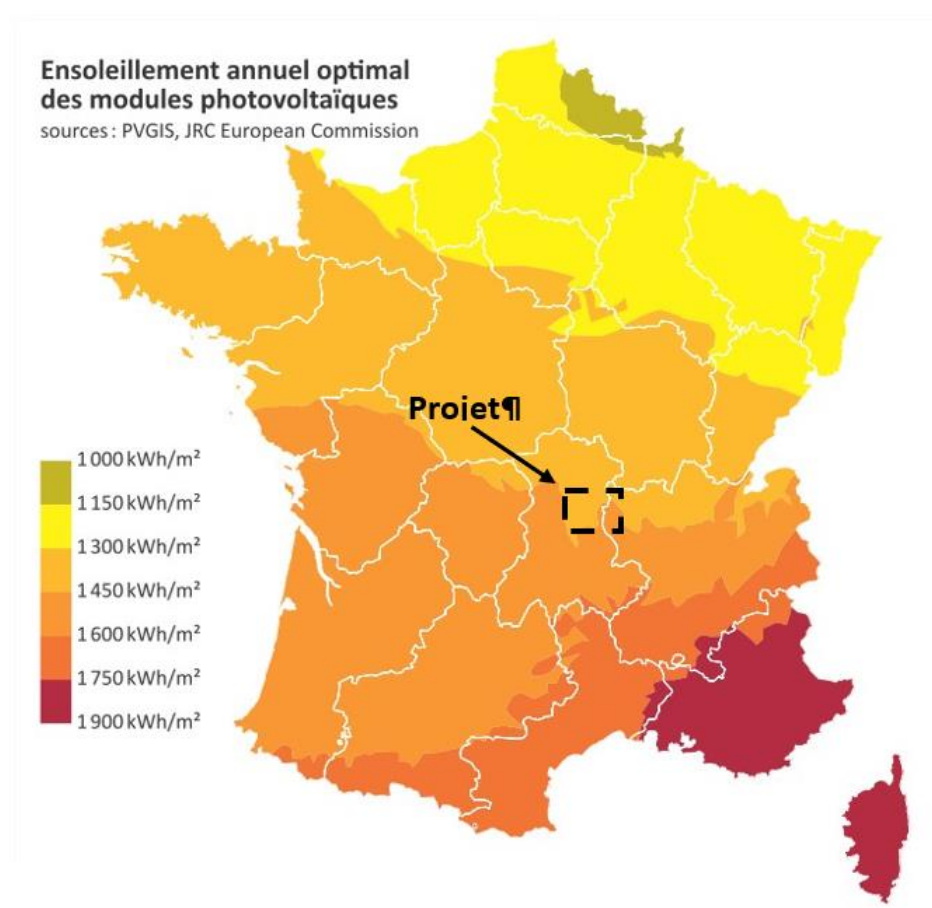 Ensoleillement annuel optimal
des modules photovoltaïques
sources : PVGIS, JRC European Commission
Projet¶
1 000 kWh/m²
1 150 kWh/m²
1 300 kWh/m²
1 450 kWh/m²
1 600 kWh/m²
1 750 kWh/m²
1 900 kWh/m²